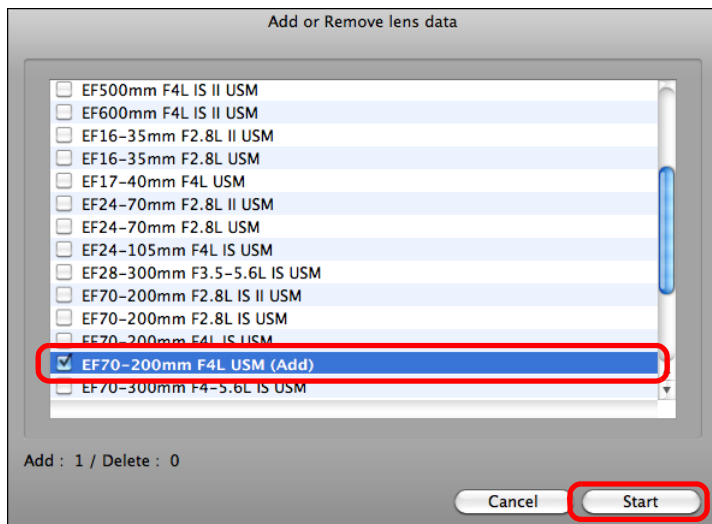 Add or Remove lens data
EF500mm F4L IS II USM
EF600mm F4L IS II USM
EF16-35mm F2.8L II USM
EF16-35mm F2.8L USM
EF17-40mm F4L USM
EF24-70mm F2.8L II USM
EF24-70mm F2.8L USM
EF24-105mm F4L IS USM
EF28-300mm F3.5-5.6L IS USM
EF70-200mm F2.8L IS II USM
EF70-200mm F2.8L IS USM
EF70-200mm F4L IS USM
EF70-200mm F4L USM (Add)
EF70-300mm F4-5.6L IS USM
Add : 1 / Delete : 0
Cancel Start